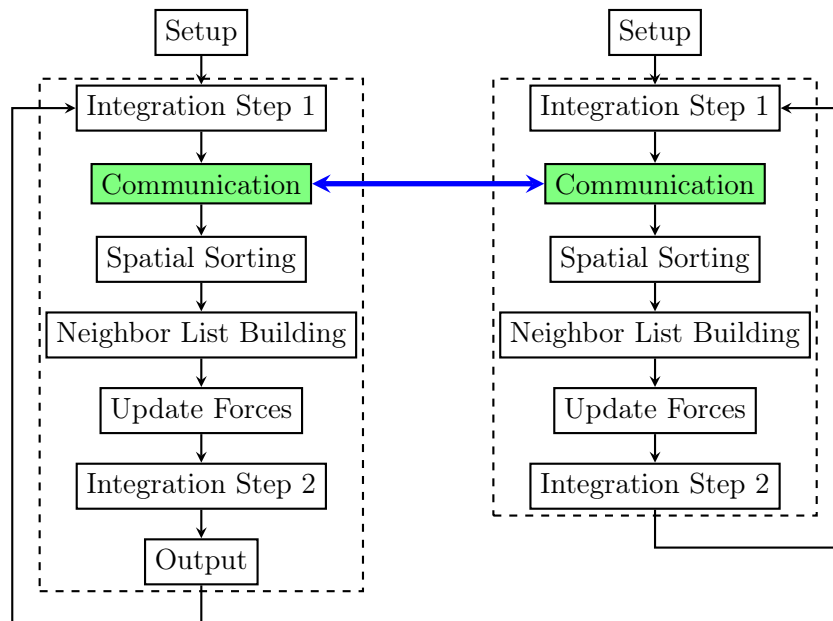 Setup
Integration Step 1
Communication
Spatial Sorting
Neighbor List Building
Update Forces
Integration Step 2
Output
Setup
Integration Step 1
Communication
Spatial Sorting
Neighbor List Building
Update Forces
Integration Step 2